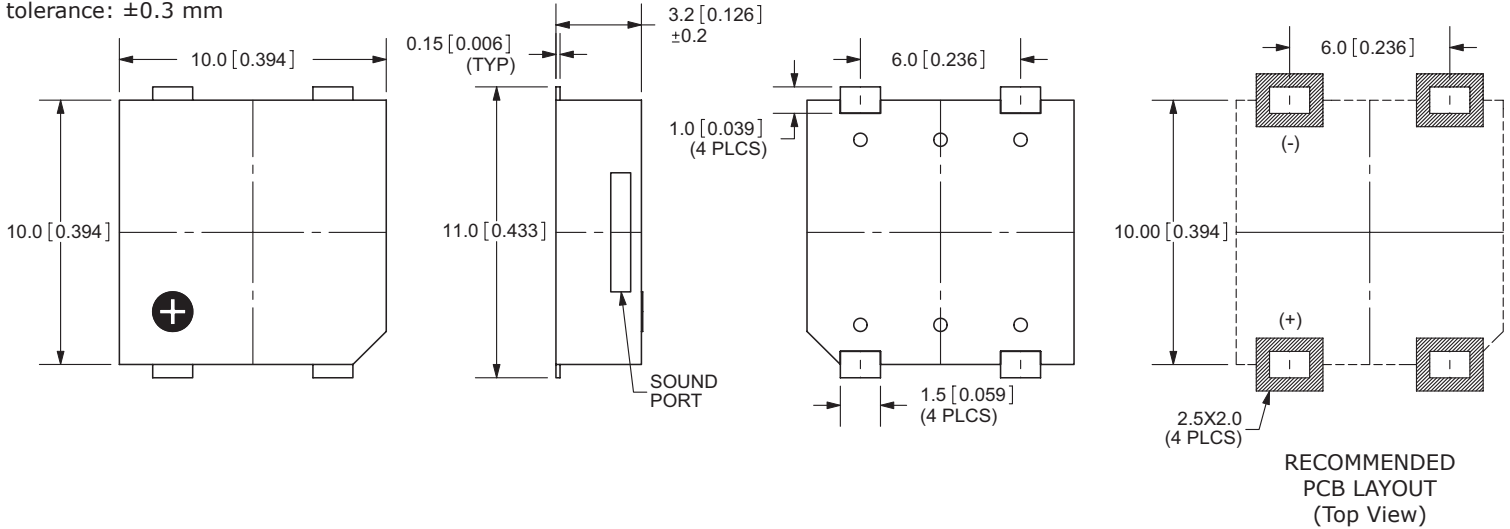 tolerance: ±0.3 mm
10.0 [0.394]
10.0 [0.394]
+
0.15 [0.006]
(TYP)
3.2 [0.126]
±0.2
11.0 [0.433]
SOUND
PORT
6.0 [0.236]
1.0 [0.039]
(4 PLCS)
1.5 [0.059]
(4 PLCS)
6.0 [0.236]
(-)
10.00 [0.394]
(+)
2.5X2.0
(4 PLCS)
RECOMMENDED
PCB LAYOUT
(Top View)